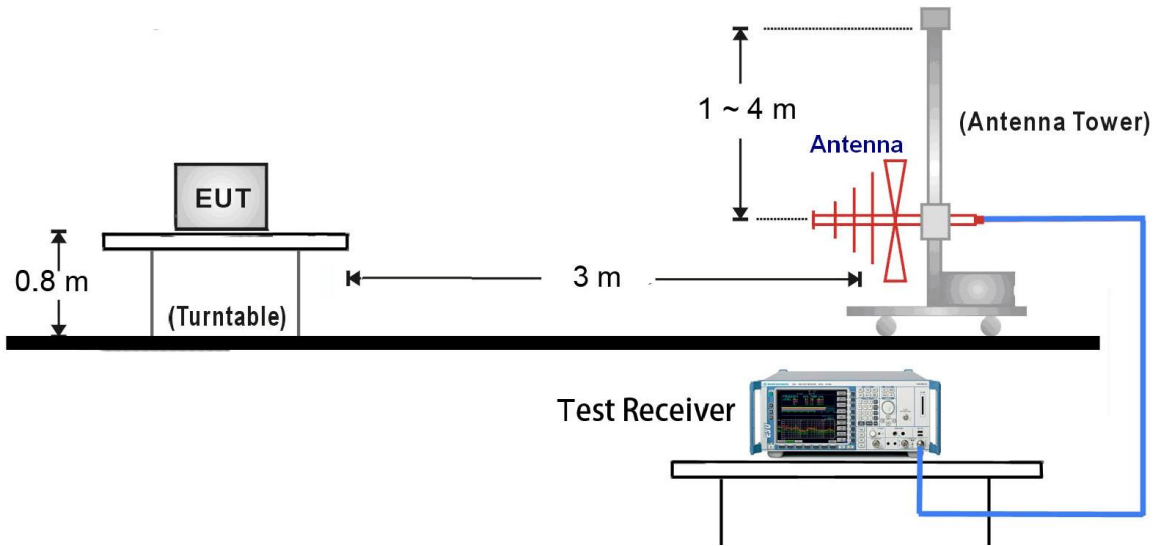 1 ~ 4 m
(Antenna Tower)
Antenna
EUT
0.8 m
3 m
(Turntable)
Test Receiver